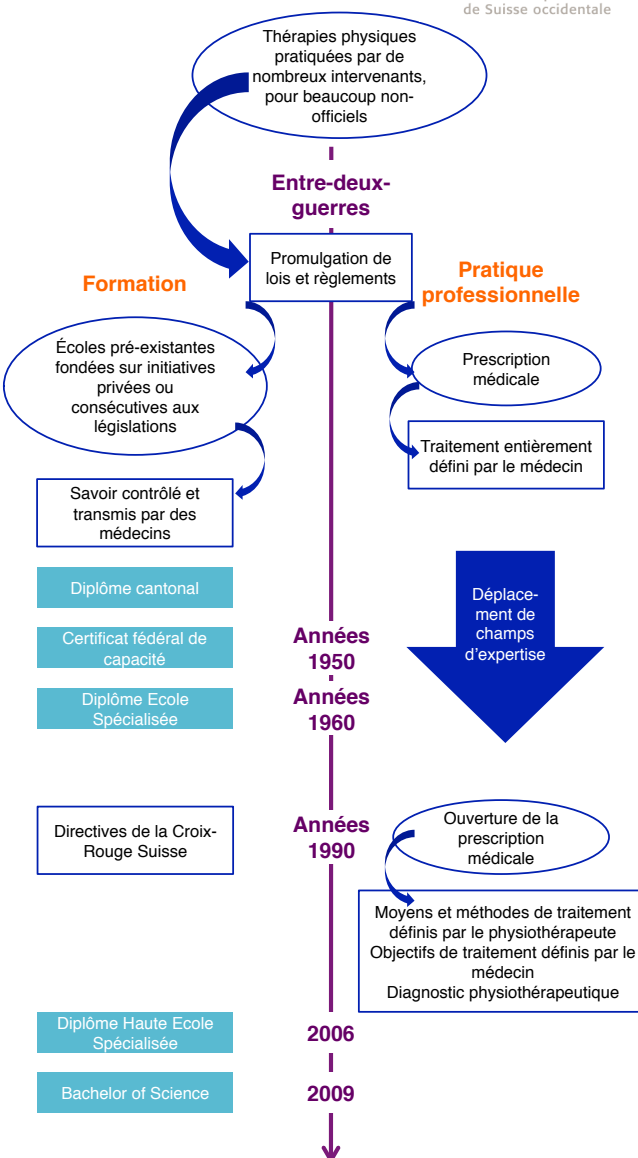 de Suisse occidentale
Thérapies physiques
pratiquées par de
nombreux intervenants,
pour beaucoup non-
officiels
Entre-deux-
guerres
Promulgation de
lois et règlements
Formation
Pratique
professionnelle
Écoles pré-existantes
fondées sur initiatives
privées ou
consécutives aux
législations
Prescription
médicale
Traitement entièrement
défini par le médecin
Savoir contrôlé et
transmis par des
médecins
Diplôme cantonal
Certificat fédéral de
capacité
Années
1950
Déplace-
ment de
champs
d'expertise
Diplôme Ecole
Spécialisée
Années
1960
Directives de la Croix-
Rouge Suisse
Années
1990
Ouverture de la
prescription
médicale
Moyens et méthodes de traitement
définis par le physiothérapeute
Objectifs de traitement définis par le
médecin
Diagnostic physiothérapeutique
Diplôme Haute Ecole
Spécialisée
2006
Bachelor of Science
2009